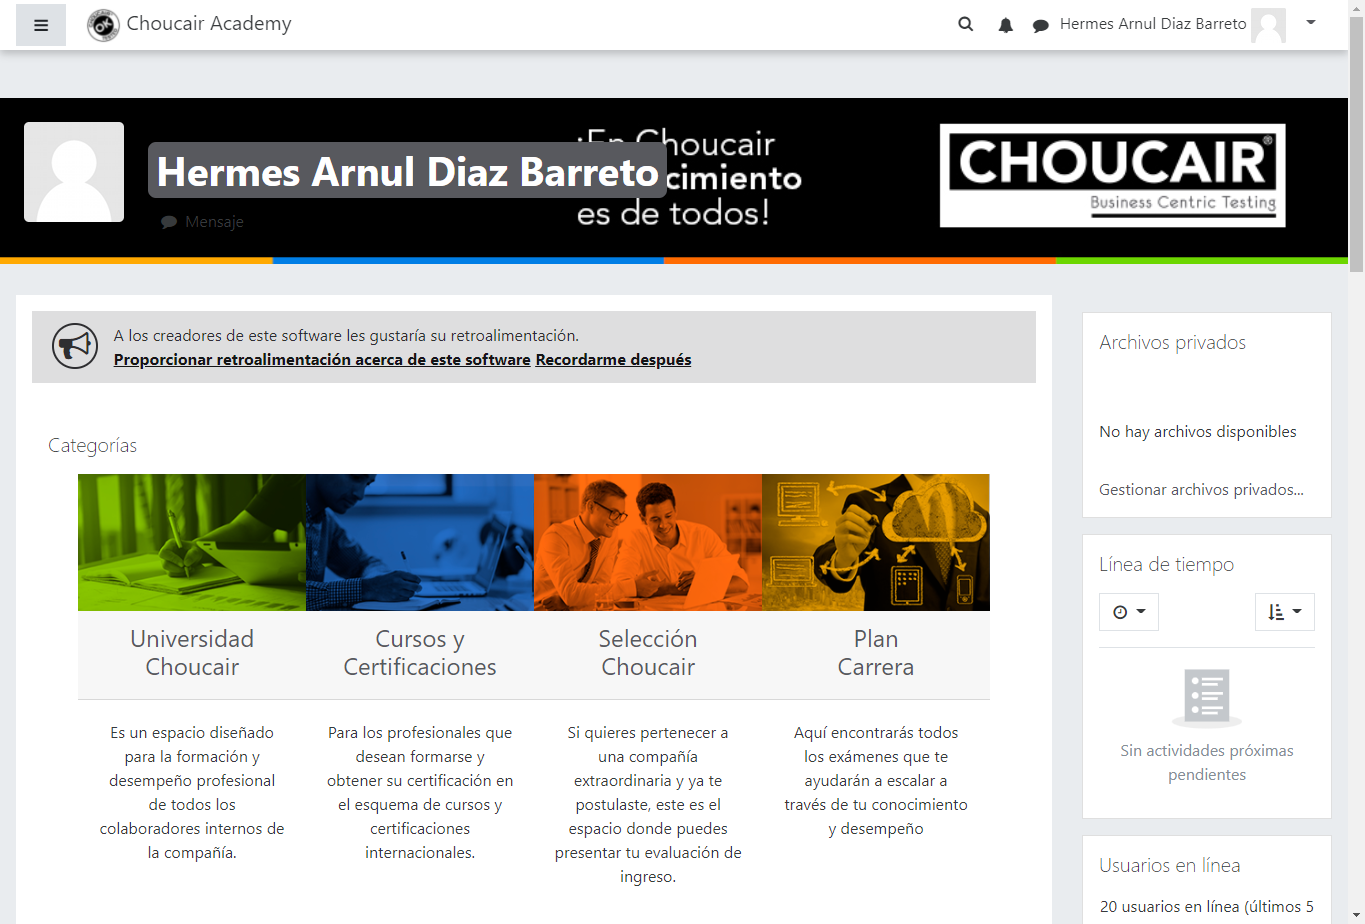 Choucair Academy
Hermes Arnul Diaz Barreto
¡En Choucair
Hermes Arnul Diaz Barreto
cimiento
es de todos!
Mensaje
CHOUCAIR®
Business Centric Testing
A los creadores de este software les gustaría su retroalimentación.
Proporcionar retroalimentación acerca de este software Recordarme después
Categorías
Universidad
Choucair
Es un espacio diseñado
para la formación y
desempeño profesional
de todos los
colaboradores internos de
la compañía.
Cursos y
Certificaciones
Para los profesionales que
desean formarse y
obtener su certificación en
el esquema de cursos y
certificaciones
internacionales.
Selección
Choucair
Si quieres pertenecer a
una compañía
extraordinaria y ya te
postulaste, este es el
espacio donde puedes
presentar tu evaluación de
ingreso.
Plan
Carrera
Aquí encontrarás todos
los exámenes que te
ayudarán a escalar a
través de tu conocimiento
y desempeño
Archivos privados
No hay archivos disponibles
Gestionar archivos privados...
Línea de tiempo
Sin actividades próximas
pendientes
Usuarios en línea
20 usuarios en línea (últimos 5